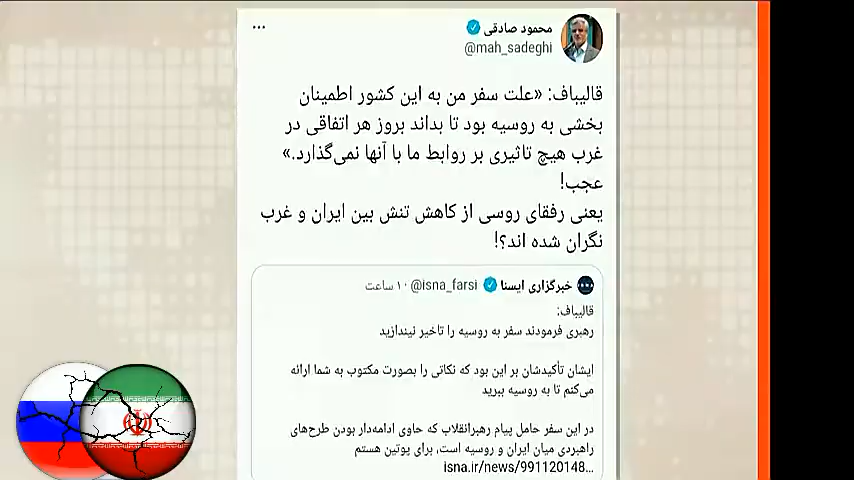 محمود صادقی
@mah_sadeghi
قالیباف: «علت سفر من به این کشور اطمینان
بخشی به روسیه بود تا بداند بروز هر اتفاقی در
غرب هیچ تاثیری بر روابط ما با آنها نمی‌گذارد.»
عجب!
یعنی رفقای روسی از کاهش تنش بین ایران و غرب
نگران شده اند؟!
خبرگزاری ایسنا @isna_farsi ۱۰ ساعت
قالیباف:
رهبری فرمودند سفر به روسیه را تاخیر نیندازید
ایشان تأکیدشان بر این بود که نکاتی را بصورت مکتوب به شما ارائه
می‌کنم تا به روسیه ببرید
در این سفر حامل پیام رهبرانقلاب که حاوی ادامه‌دار بودن طرح‌های
راهبردی میان ایران و روسیه است، برای پوتین هستم
isna.ir/news/991120148...